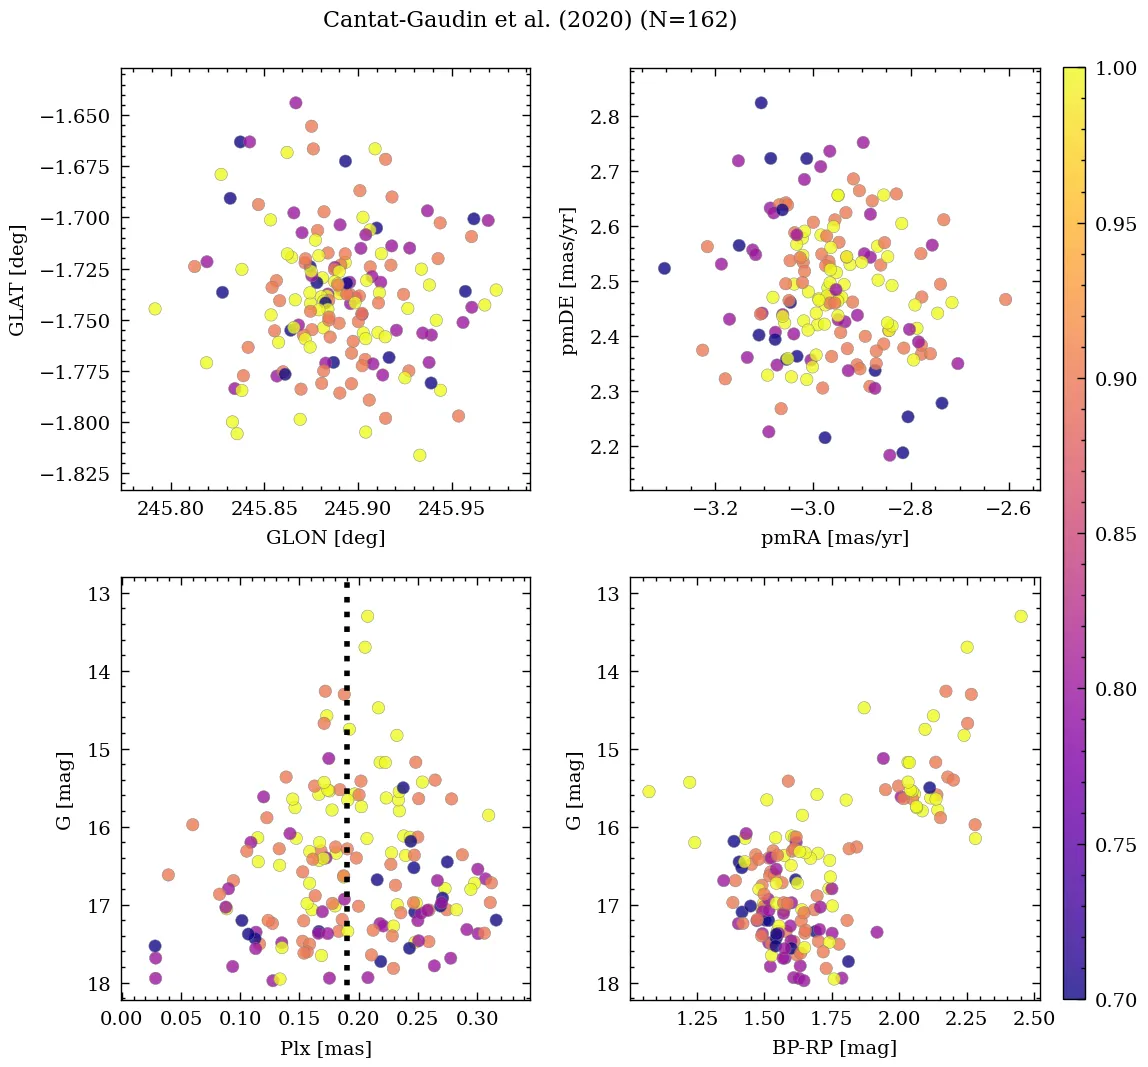 Cantat-Gaudin et al. (2020) (N=162)
−1.650
−1.675
−1.700
−1.725
−1.750
−1.775
−1.800
−1.825
GLAT [deg]
245.80 245.85 245.90 245.95
GLON [deg]
2.8
2.7
2.6
2.5
2.4
2.3
2.2
pmDE [mas/yr]
−3.2 −3.0 −2.8 −2.6
pmRA [mas/yr]
13
14
15
16
17
18
G [mag]
0.00 0.05 0.10 0.15 0.20 0.25 0.30
Plx [mas]
13
14
15
16
17
18
G [mag]
1.25 1.50 1.75 2.00 2.25 2.50
BP-RP [mag]
1.00
0.95
0.90
0.85
0.80
0.75
0.70